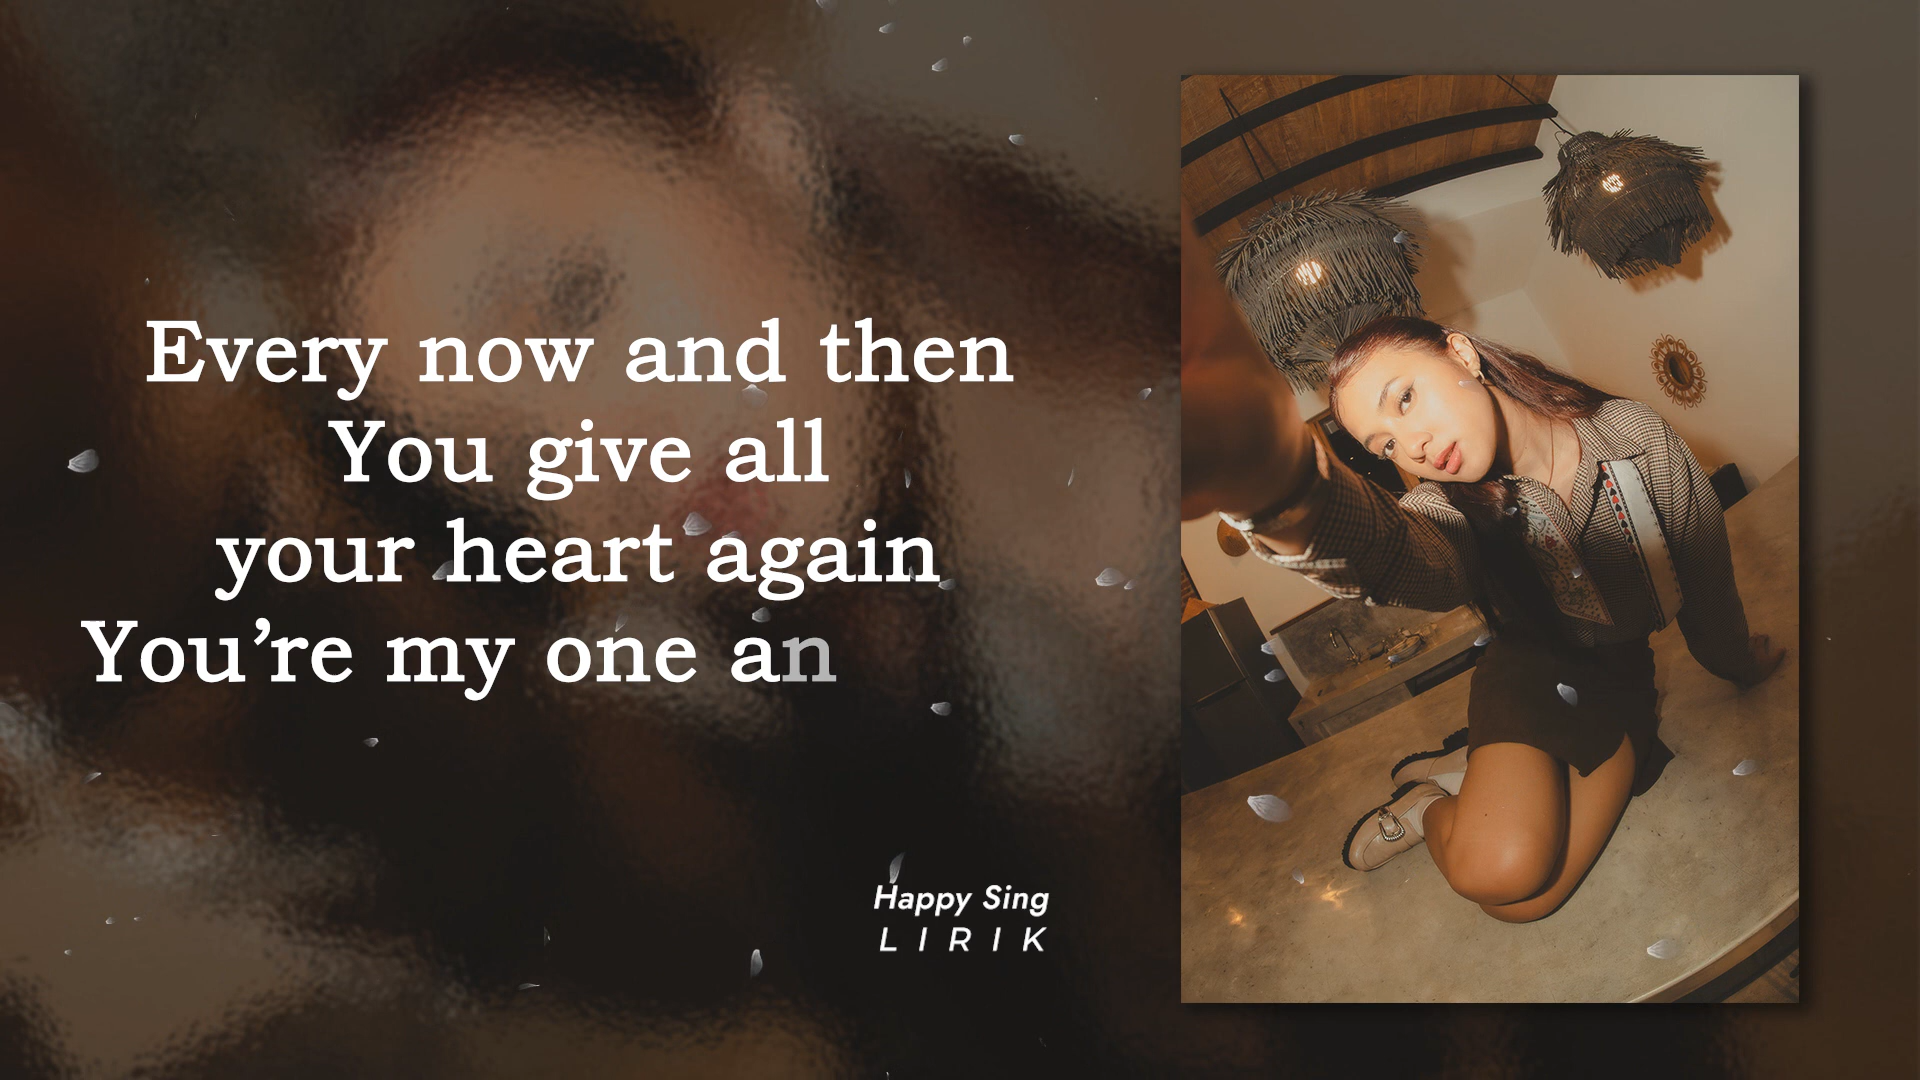 Every now and then
You give all
your heart again
You’re my one an
Happy Sing
LIRIK